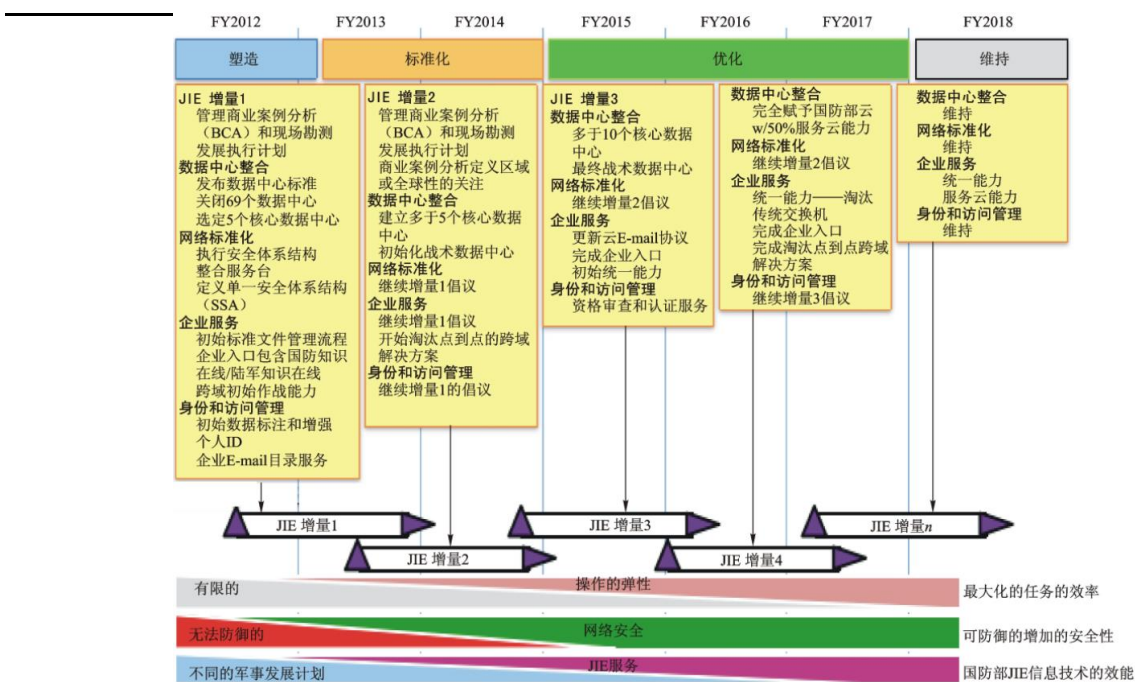 FY2012
FY2013
FY2014
FY2015
FY2016
FY2017
FY2018
塑造
标准化
优化
维持
JIE 增量1
管理商业案例分析
（BCA）和现场勘测
发展执行计划
数据中心整合
发布数据中心标准
关闭69个数据中心
选定5个核心数据中心
网络标准化
执行安全体系结构
整合服务台
定义单一安全体系结构
（SSA）
企业服务
初始标准文件管理流程
企业入口包含国防知识
在线/陆军知识在线
跨域初始作战能力
身份和访问管理
初始数据标注和增强
个人ID
企业E-mail目录服务
JIE 增量2
管理商业案例分析
（BCA）和现场勘测
发展执行计划
商业案例分析定义区域
或全球性的关注
数据中心整合
建立多于5个核心数据
中心
初始化战术数据中心
网络标准化
继续增量1倡议
企业服务
继续增量1倡议
开始淘汰点到点的跨域
解决方案
身份和访问管理
继续增量1的倡议
JIE 增量3
数据中心整合
多于10个核心数据
中心
最终战术数据中心
网络标准化
继续增量2倡议
企业服务
更新云E-mail协议
完成企业入口
初始统一能力
身份和访问管理
资格审查和认证服务
数据中心整合
完全赋予国防部云
w/50%服务云能力
网络标准化
继续增量2倡议
企业服务
统一能力——淘汰
传统交换机
完成企业入口
完成淘汰点到点跨域
解决方案
身份和访问管理
继续增量3倡议
数据中心整合
维持
网络标准化
维持
企业服务
统一能力
服务云能力
身份和访问管理
维持
JIE 增量1
JIE 增量2
JIE 增量3
JIE 增量4
JIE 增量n
有限的
操作的弹性
最大化的任务的效率
无法防御的
网络安全
可防御的增加的安全性
不同的军事发展计划
JIE服务
国防部JIE信息技术的效能